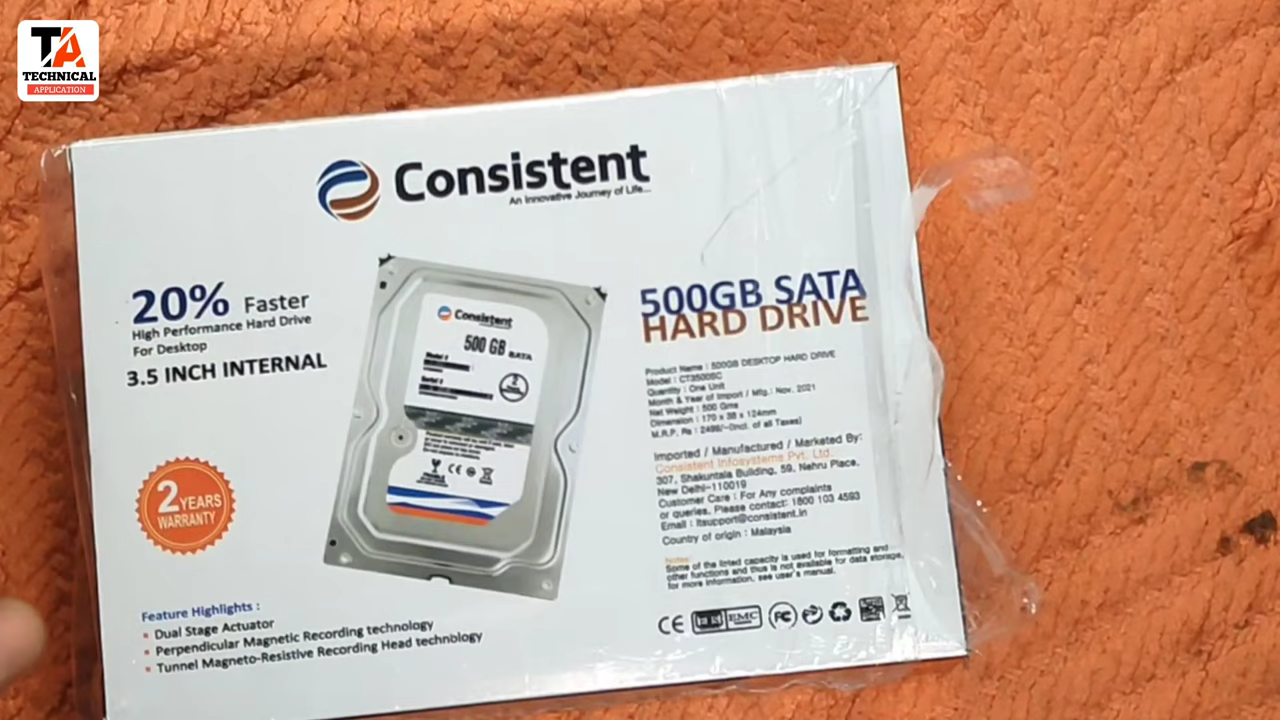 TA
TECHNICAL
APPLICATION
Consistent
An Innovative Journey of Life...
20% Faster
High Performance Hard Drive
For Desktop
3.5 INCH INTERNAL
2 YEARS
WARRANTY
Consistent
500 GB SATA
Model #
Serial #
2
500GB SATA
HARD DRIVE
Product Name : 500GB DESKTOP HARD DRIVE
Model : CT3500SC
Quantity : One Unit
Month & Year of Import / Mfg.: Nov. 2021
Net Weight : 500 Gms
Dimension : 170 x 38 x 124mm
M.R.P. Rs : 2499/-(Incl. of all Taxes)
Imported / Manufactured / Marketed By:
Consistent Infosystems Pvt. Ltd.
307, Shakuntala Building, 59, Nehru Place,
New Delhi-110019
Customer Care : For Any complaints
or queries, Please contact: 1800 103 4593
Email : itsupport@consistent.in
Country of origin : Malaysia
Notes:
Some of the listed capacity is used for formatting and
other functions and thus is not available for data storage,
for more information, see user's manual.
Feature Highlights :
Dual Stage Actuator
Perpendicular Magnetic Recording technology
Tunnel Magneto-Resistive Recording Head technology
CE EMC FC